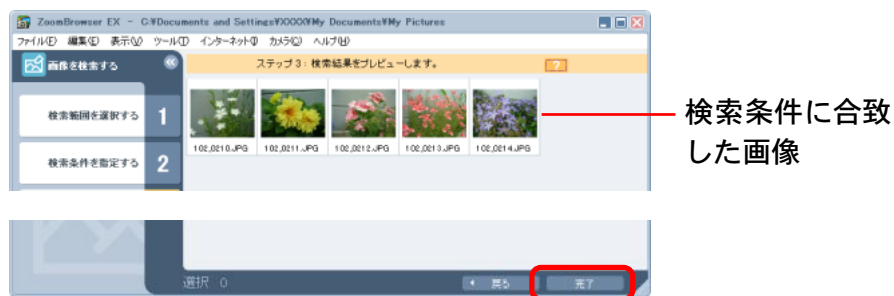 ZoomBrowser EX - C:¥Documents and Settings¥XXXX¥My Documents¥My Pictures
ファイル(F) 編集(E) 表示(V) ツール(T) インターネット(I) カメラ(C) ヘルプ(H)
画像を検索する
ステップ3:検索結果をプレビューします。
?
検索範囲を選択する 1
検索条件を指定する 2
102_0210.JPG 102_0211.JPG 102_0212.JPG 102_0213.JPG 102_0214.JPG
検索条件に合致
した画像
選択 0
戻る
完了